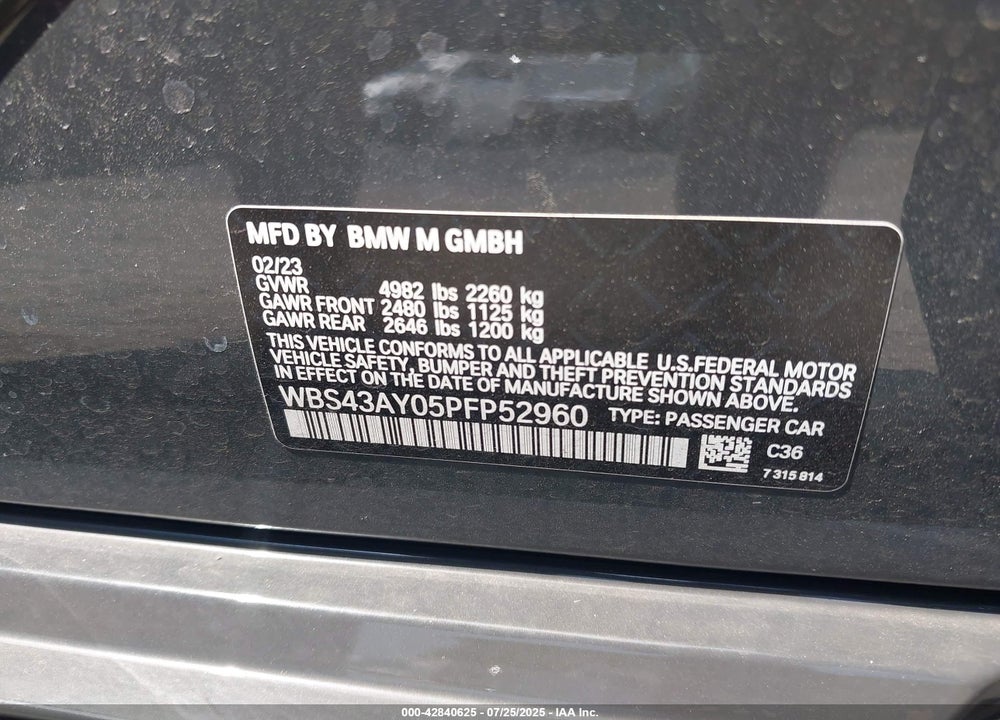 MFD BY BMW M GMBH
02/23
GVWR 4982 lbs 2260 kg
GAWR FRONT 2480 lbs 1125 kg
GAWR REAR 2646 lbs 1200 kg
THIS VEHICLE CONFORMS TO ALL APPLICABLE U.S.FEDERAL MOTOR
VEHICLE SAFETY, BUMPER AND THEFT PREVENTION STANDARDS
IN EFFECT ON THE DATE OF MANUFACTURE SHOWN ABOVE.
WBS43AY05PFP52960 TYPE: PASSENGER CAR
C36
7 315 814
000-42840625 - 07/25/2025 - IAA Inc.